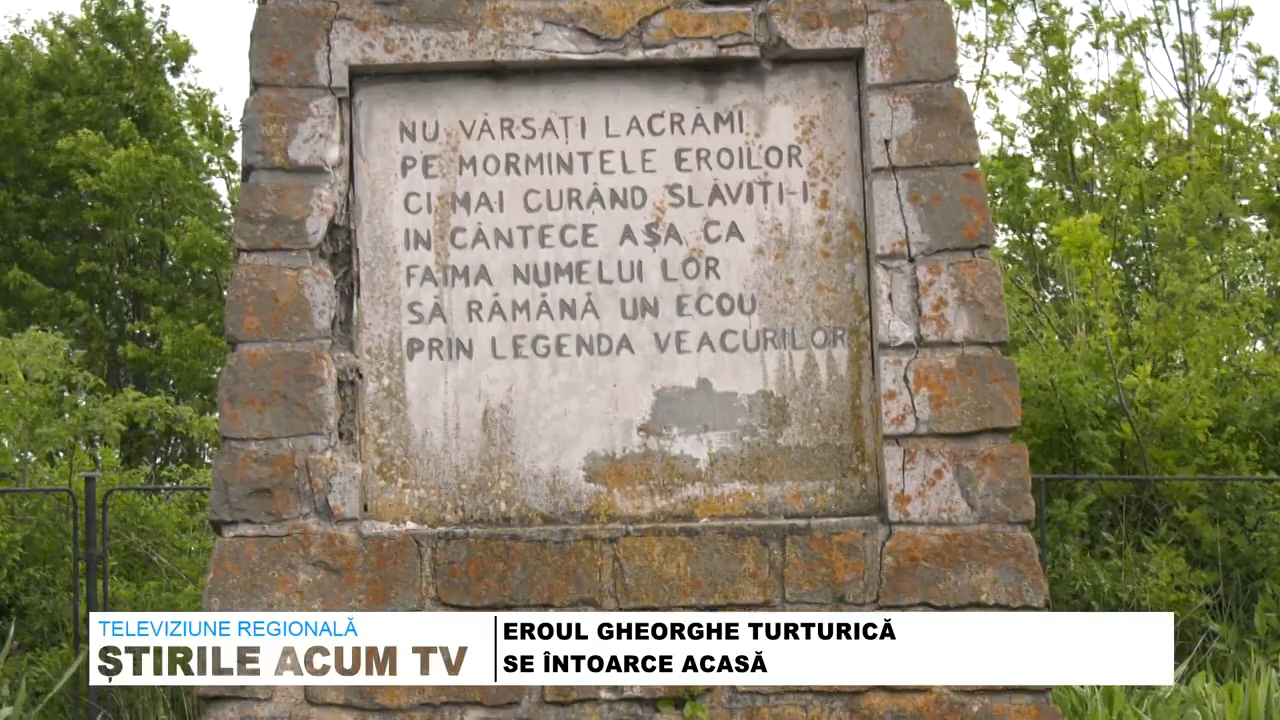 NU VĂRSAȚI LACRĂMI
PE MORMINTELE EROILOR
CI MAI CURÂND SLĂVIȚI-I
IN CÂNTECE AȘA CA
FAIMA NUMELUI LOR
SĂ RĂMÂNĂ UN ECOU
PRIN LEGENDA VEACURILOR
TELEVIZIUNE REGIONALĂ
ȘTIRILE ACUM TV
EROUL GHEORGHE TURTURICĂ
SE ÎNTOARCE ACASĂ